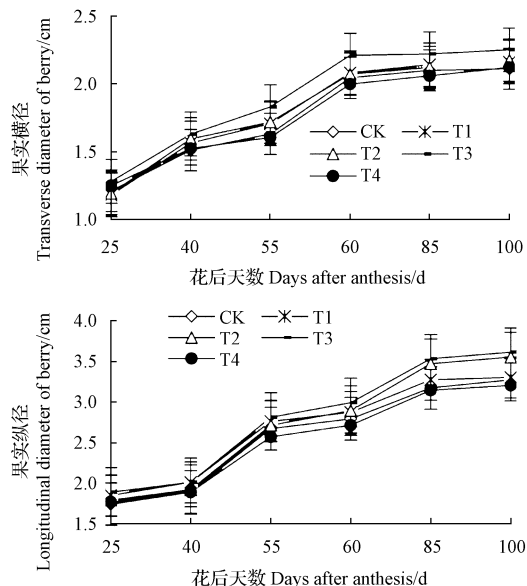 果实横径
Transverse diameter of berry/cm
2.5
2.0
1.5
1.0
CK
T1
T2
T3
T4
25 40 55 60 85 100
花后天数 Days after anthesis/d
果实纵径
Longitudinal diameter of berry/cm
4.0
3.5
3.0
2.5
2.0
1.5
CK
T1
T2
T3
T4
25 40 55 60 85 100
花后天数 Days after anthesis/d